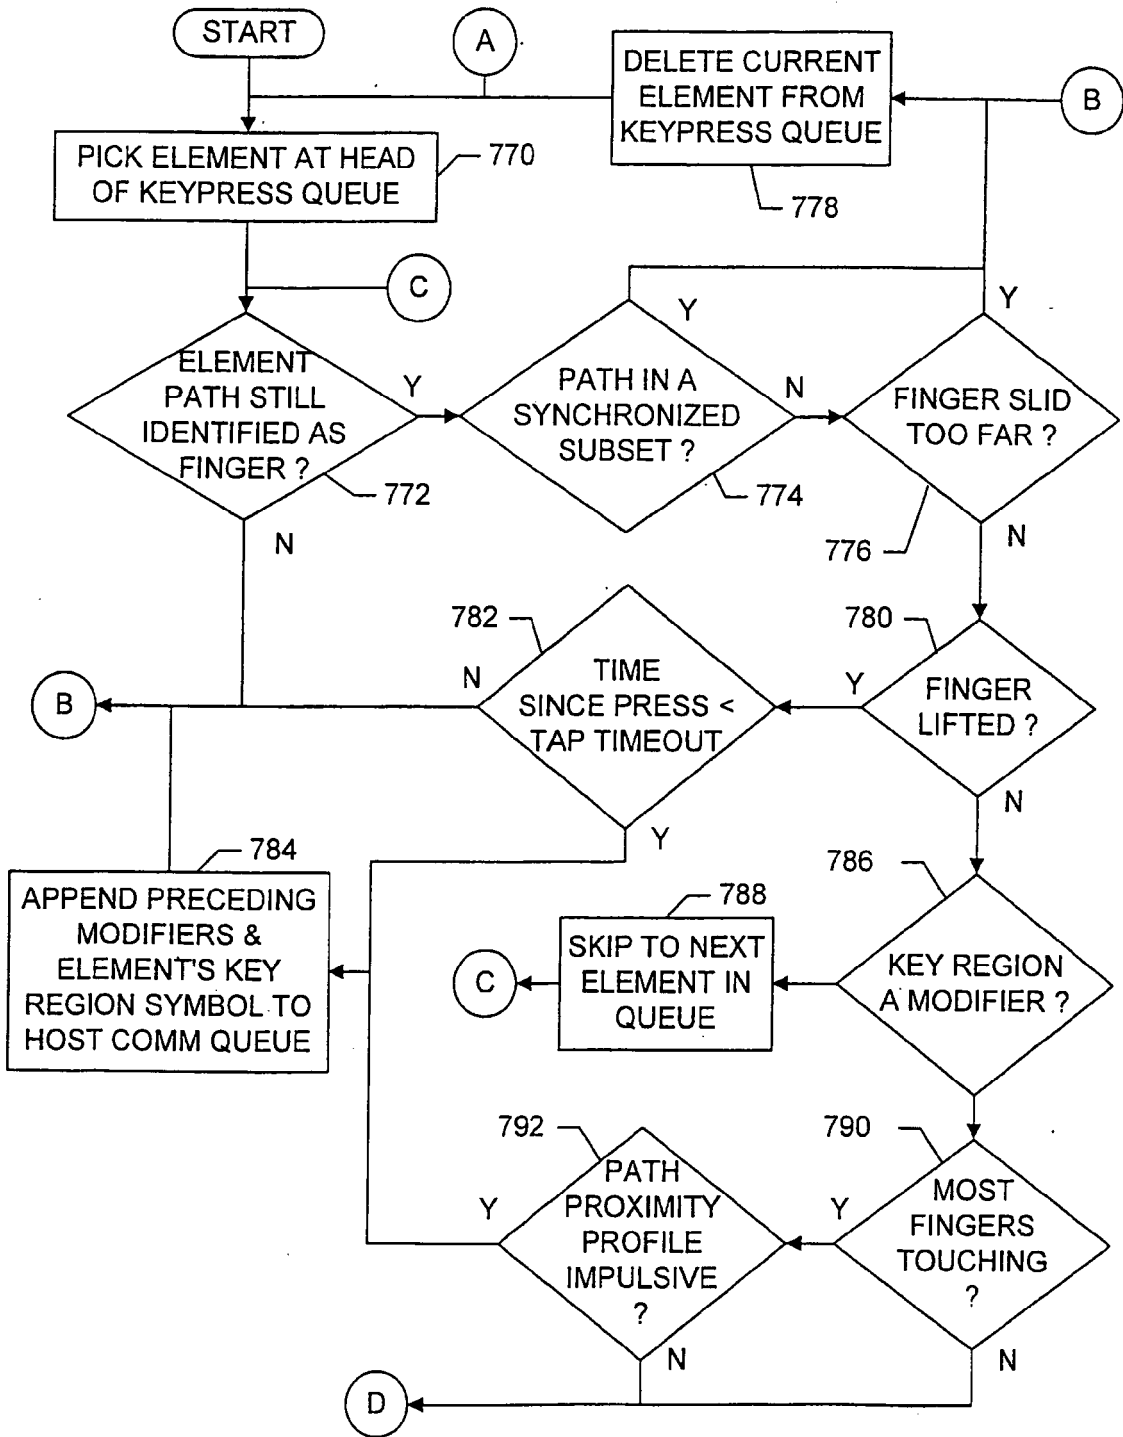 START
A
DELETE CURRENT
ELEMENT FROM
KEYPRESS QUEUE
B
PICK ELEMENT AT HEAD
OF KEYPRESS QUEUE
770
778
C
ELEMENT
PATH STILL
IDENTIFIED AS
FINGER ?
Y
772
N
PATH IN A
SYNCHRONIZED
SUBSET ?
Y
N
774
FINGER SLID
TOO FAR ?
Y
776
N
782
TIME
SINCE PRESS <
TAP TIMEOUT
N
Y
780
FINGER
LIFTED ?
Y
N
B
784
APPEND PRECEDING
MODIFIERS &
ELEMENT'S KEY
REGION SYMBOL TO
HOST COMM QUEUE
788
SKIP TO NEXT
ELEMENT IN
QUEUE
C
786
KEY REGION
A MODIFIER ?
792
PATH
PROXIMITY
PROFILE
IMPULSIVE
?
Y
N
790
MOST
FINGERS
TOUCHING
?
Y
N
D